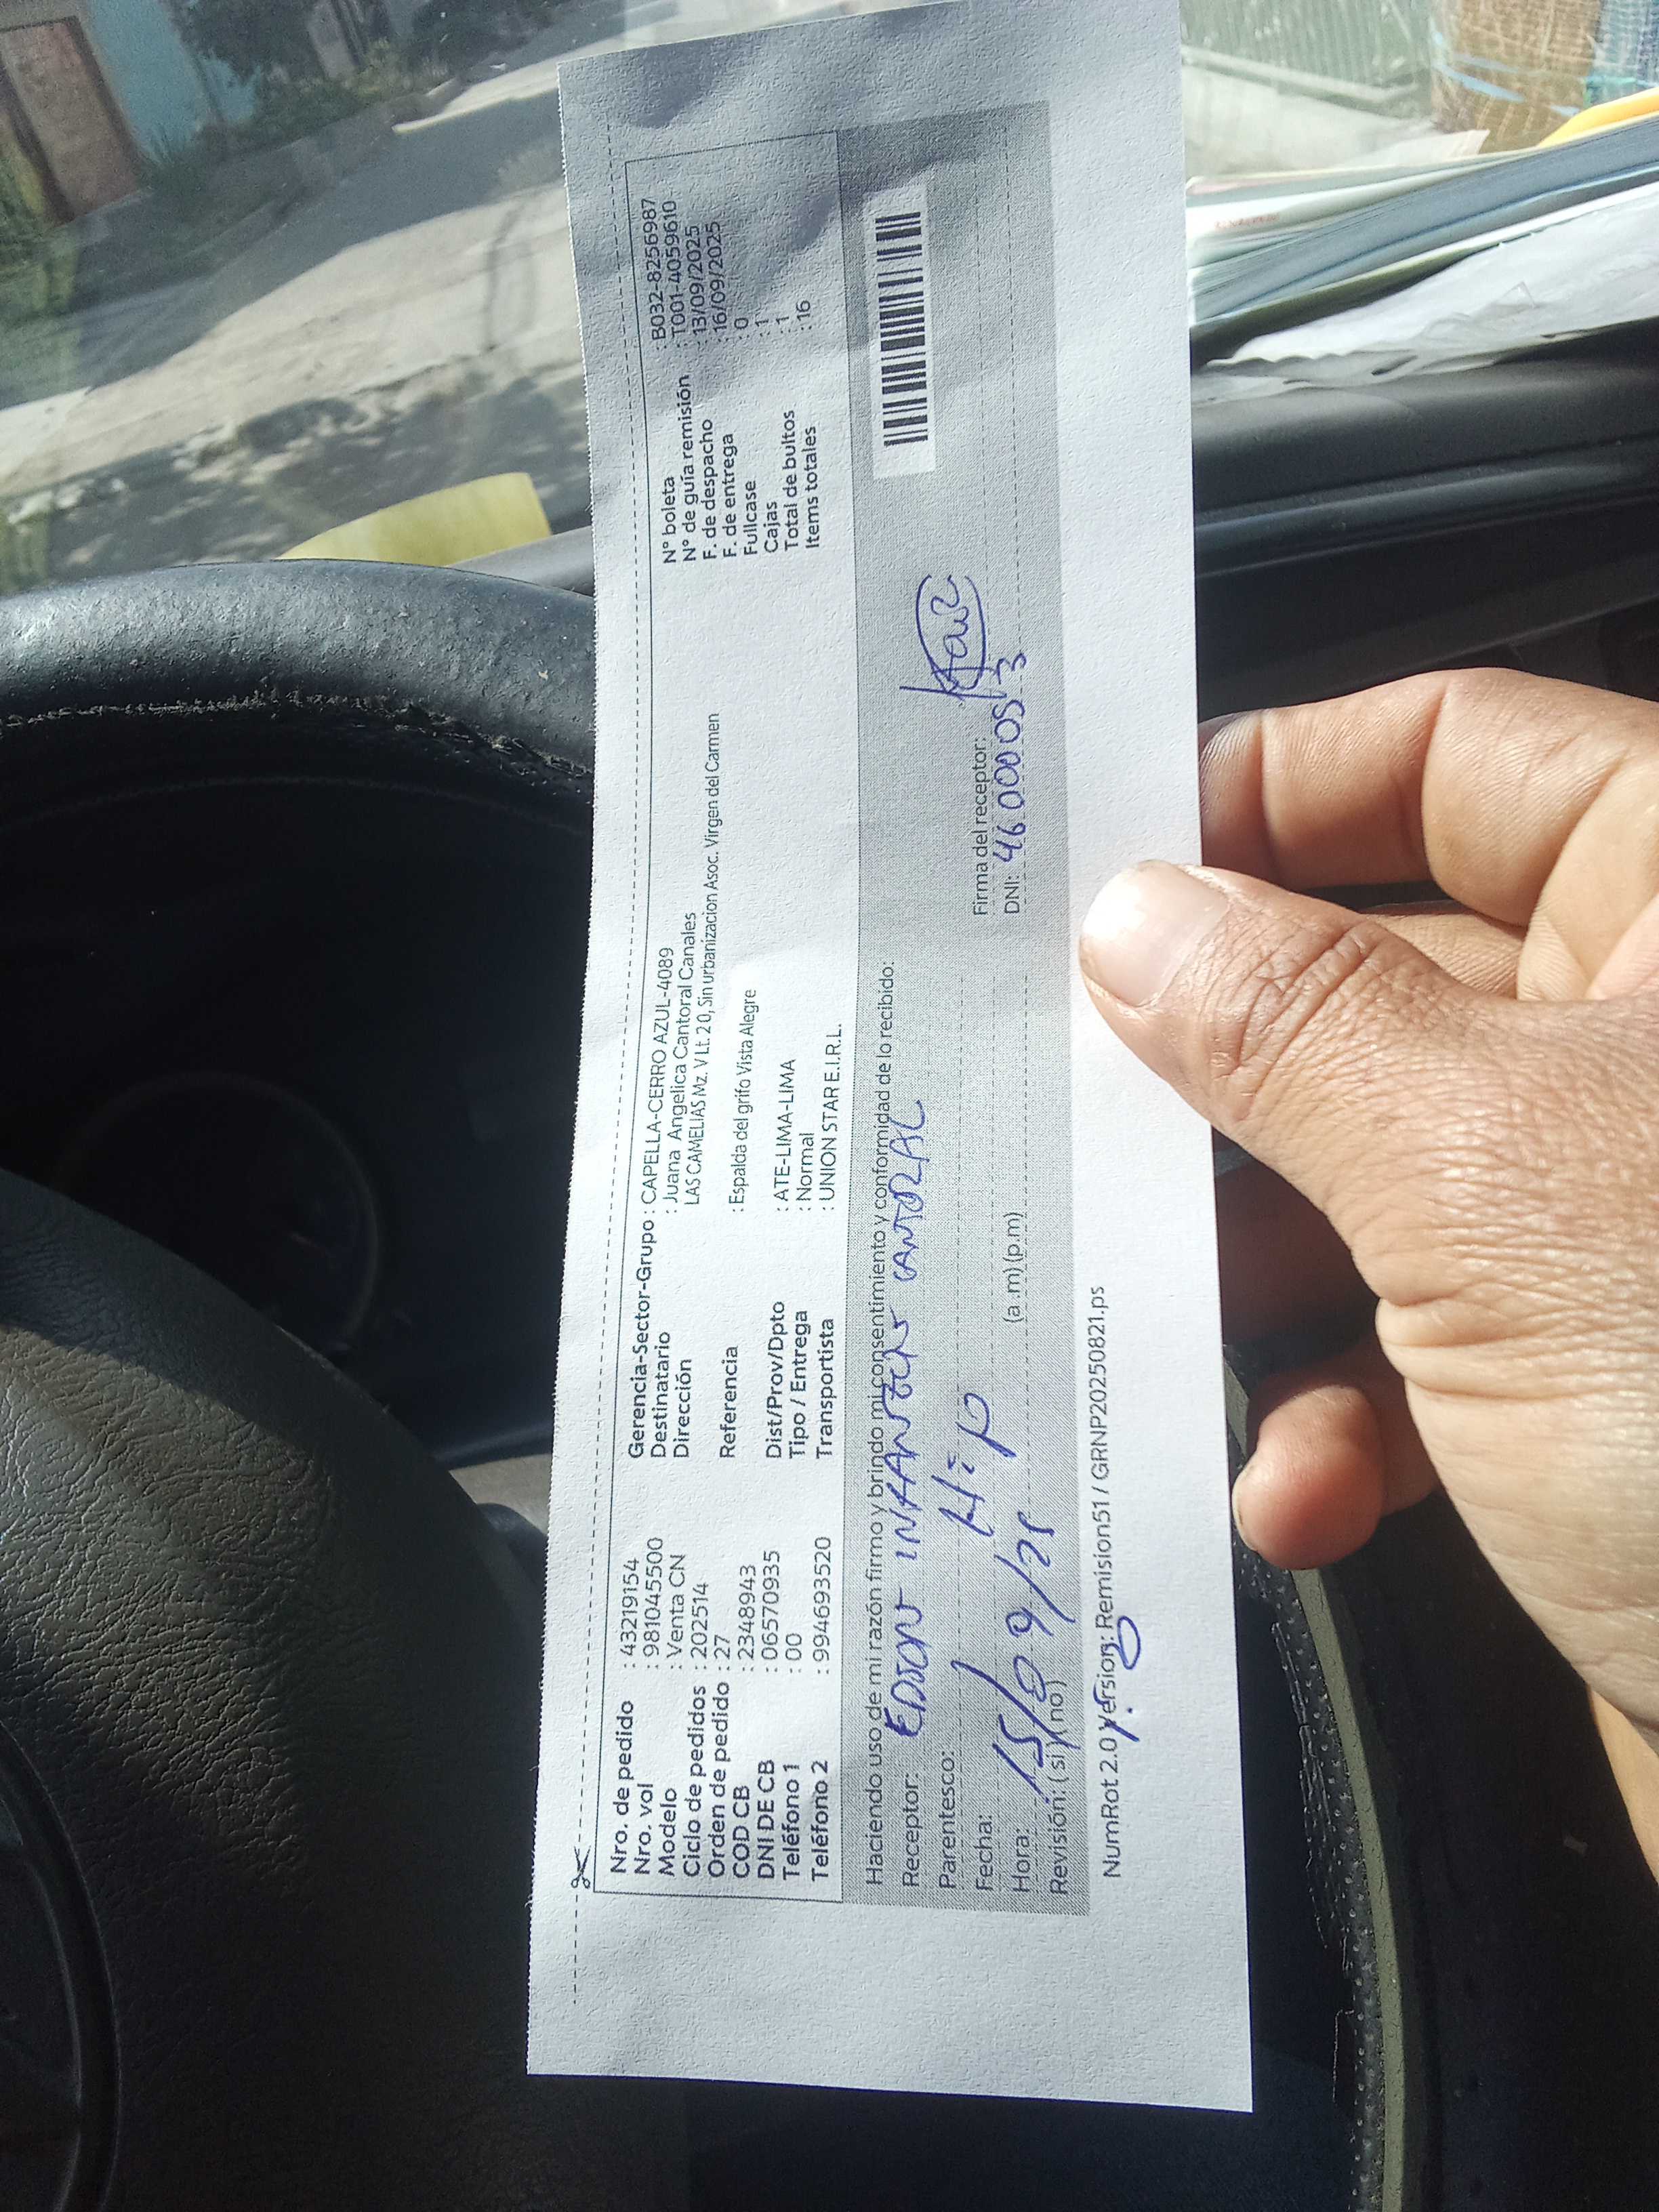 Nro. de pedido : 43219154
Nro. vol : 981045500
Modelo : Venta CN
Ciclo de pedidos : 202514
Orden de pedido : 27
COD CB : 2348943
DNI DE CB : 06570935
Teléfono 1 : 00
Teléfono 2 : 994693520
Gerencia-Sector-Grupo : CAPELLA-CERRO AZUL-4089
Destinatario : Juana Angelica Cantoral Canales
Dirección LAS CAMELIAS Mz. V Lt. 20, Sin urbanizacion Asoc. Virgen del Carmen
Referencia : Espalda del grifo Vista Alegre
Dist/Prov/Dpto : ATE-LIMA-LIMA
Tipo / Entrega : Normal
Transportista : UNION STAR E.I.R.L.
N° boleta : B032-8256987
N° de guía remisión : T001-4059610
F. de despacho : 13/09/2025
F. de entrega : 16/09/2025
Fullcase : 0
Cajas : 1
Total de bultos : 1
Items totales : 16
Haciendo uso de mi razón firmo y brindo mi consentimiento y conformidad de lo recibido:
Receptor: EDSON CANTORAL
Parentesco: Hijo
Fecha: 15/09/25
Hora: (a .m) (p.m)
Revisión: ( si ) ( no )
Firma del receptor:
DNI: 46000513
NumRot 2.0 Version: Remision51 / GRNP20250821.ps